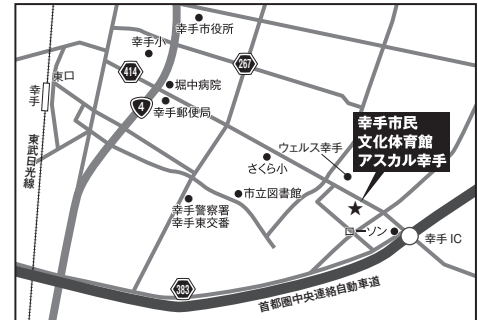 幸手市役所
幸手小
267
414
東口
堀中病院
幸手
4
幸手郵便局
幸手市民
文化体育館
アスカル幸手
ウェルス幸手
東武日光線
さくら小
市立図書館
幸手警察署
幸手東交番
ローソン
幸手IC
383
首都圏中央連絡自動車道